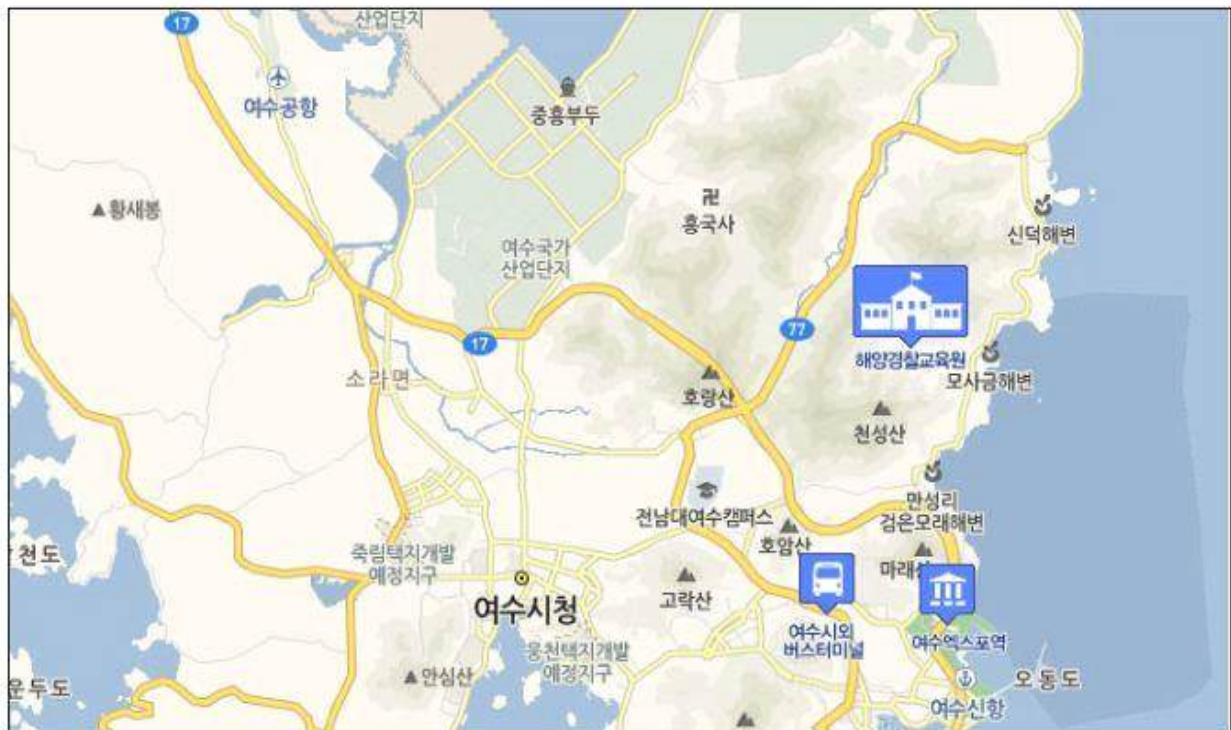 17
산업단지
여수공항
중흥부두
황새봉
흥국사
신덕해변
여수국가
산업단지
77
17
해양경찰교육원
모사금해변
소라면
호랑산
천성산
만성리
검은모래해변
전남대여수캠퍼스
호암산
천도
죽림택지개발
예정지구
마래산
고락산
여수시청
여수시외
버스터미널
여수엑스포역
웅천택지개발
예정지구
안심산
운두도
오동도
여수신항